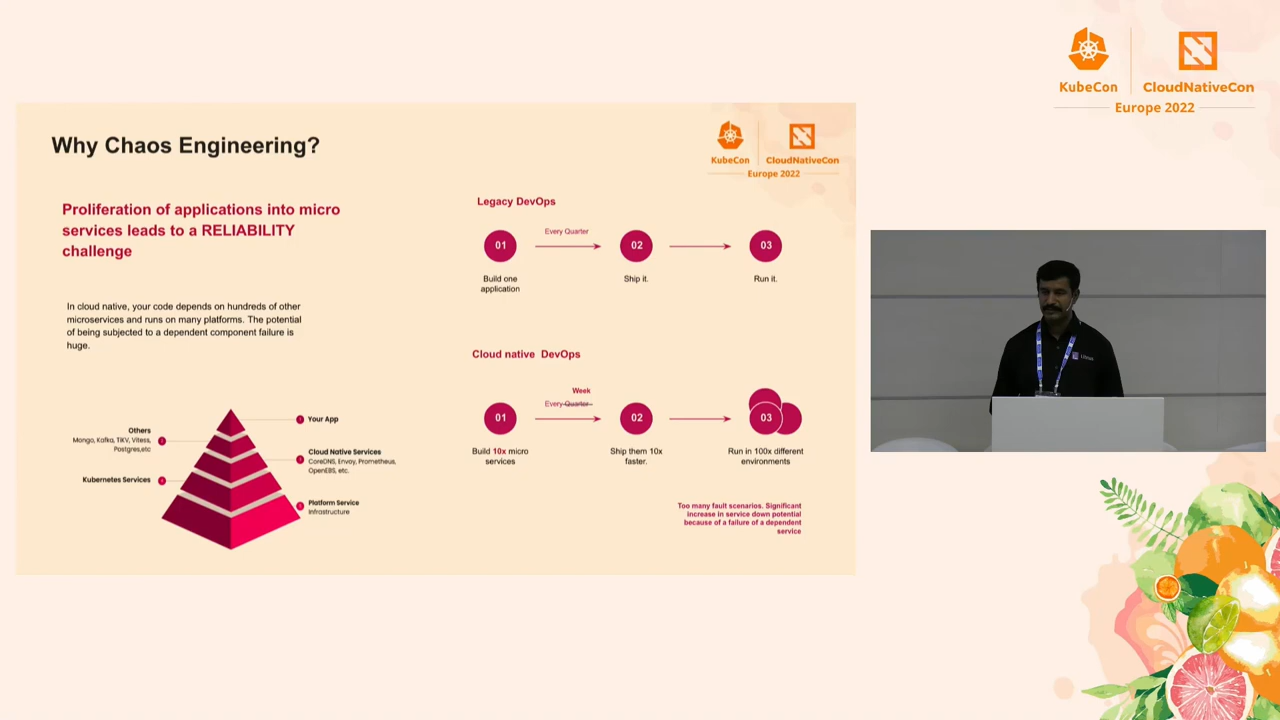 KubeCon
CloudNativeCon
Europe 2022
Why Chaos Engineering?
KubeCon
CloudNativeCon
Europe 2022
Proliferation of applications into micro
services leads to a RELIABILITY
challenge
In cloud native, your code depends on hundreds of other
microservices and runs on many platforms. The potential
of being subjected to a dependent component failure is
huge.
Your App
Others
Mongo, Kafka, TiKV, Vitess,
Postgres,etc
Cloud Native Services
CoreDNS, Envoy, Prometheus,
OpenEBS, etc.
Kubernetes Services
Platform Service
Infrastructure
Legacy DevOps
01
Every Quarter
02
03
Build one
application
Ship it.
Run it.
Cloud native DevOps
Week
Every Quarter
01
02
03
Build 10x micro
services
Ship them 10x
faster.
Run in 100x different
environments
Too many fault scenarios. Significant
increase in service down potential
because of a failure of a dependent
service